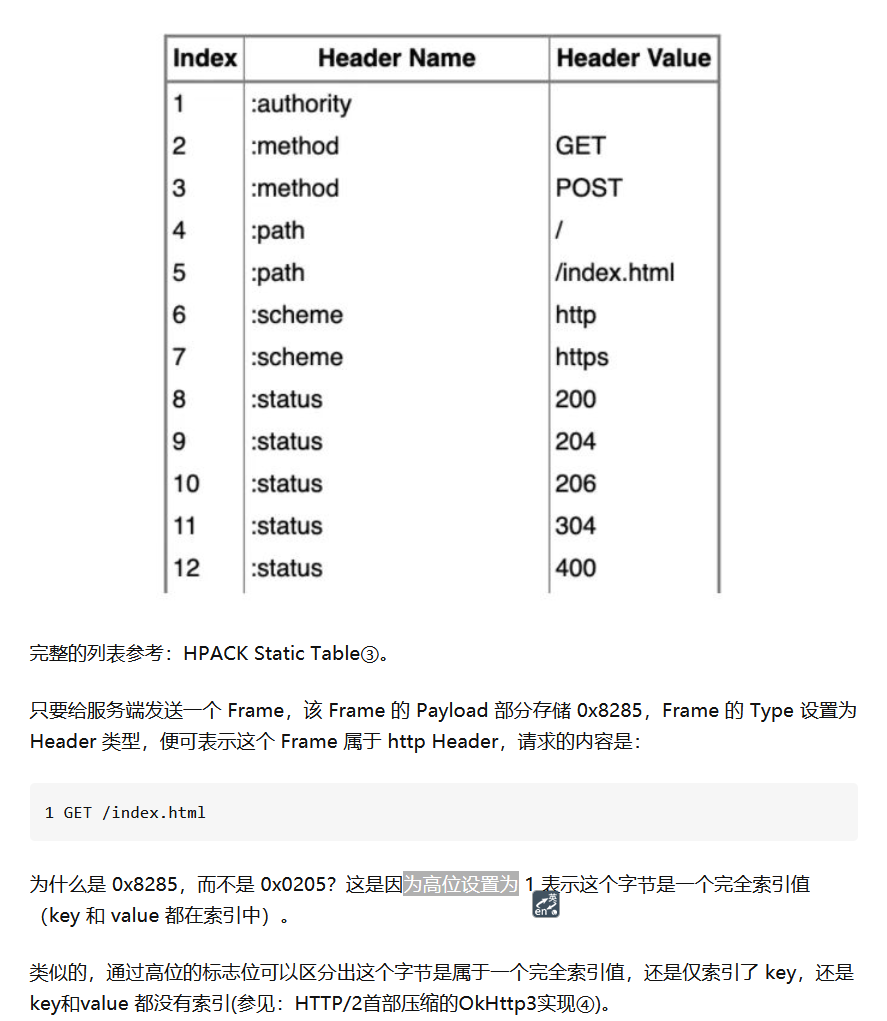 Index Header Name Header Value
1 :authority
2 :method GET
3 :method POST
4 :path /
5 :path /index.html
6 :scheme http
7 :scheme https
8 :status 200
9 :status 204
10 :status 206
11 :status 304
12 :status 400
完整的列表参考：HPACK Static Table③。
只要给服务端发送一个 Frame，该 Frame 的 Payload 部分存储 0x8285，Frame 的 Type 设置为
Header 类型，便可表示这个 Frame 属于 http Header，请求的内容是：
1 GET /index.html
为什么是 0x8285，而不是 0x0205？这是因为高位设置为 1 表示这个字节是一个完全索引值
（key 和 value 都在索引中）。
英
en
类似的，通过高位的标志位可以区分出这个字节是属于一个完全索引值，还是仅索引了 key，还是
key和value 都没有索引(参见：HTTP/2首部压缩的OkHttp3实现④)。